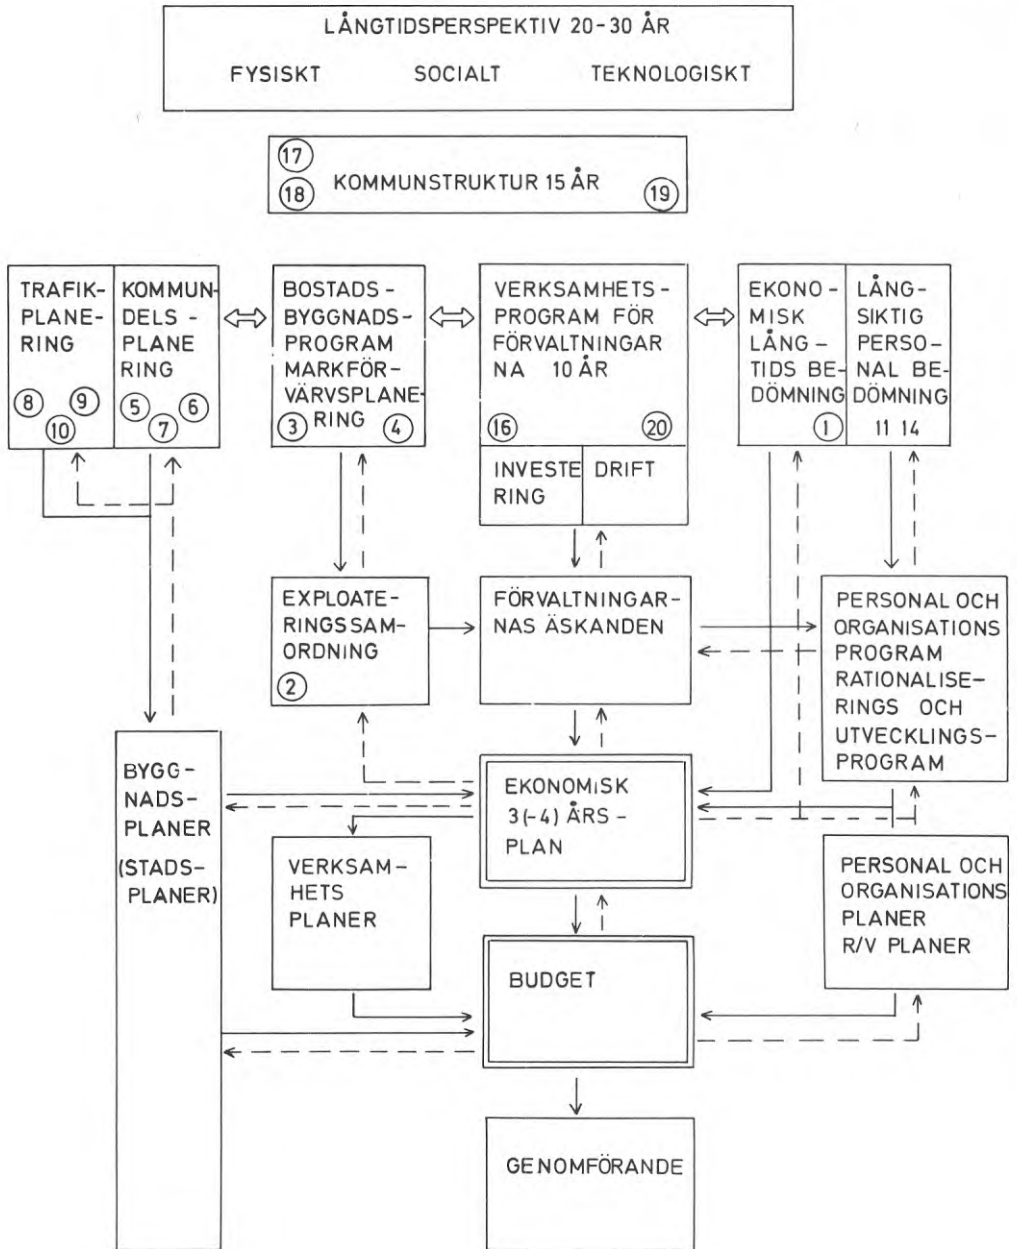 LÅNGTIDSPERSPEKTIV 20-30 ÅR
FYSISKT SOCIALT TEKNOLOGISKT
17
18
KOMMUNSTRUKTUR 15 ÅR
19
TRAFIK-
PLANE-
RING
8 9
10
KOMMUN-
DELS -
PLANE
RING
5 6
7
BOSTADS-
BYGGNADS-
PROGRAM
MARKFÖR-
VÄRVSPLANE-
RING
3 4
VERKSAMHETS-
PROGRAM FÖR
FÖRVALTNINGAR
NA 10 ÅR
16 20
INVESTE
RING
DRIFT
EKONO-
MISK
LÅNG -
TIDS BE-
DÖMNING
1
LÅNG-
SIKTIG
PERSO-
NAL BE-
DÖMNING
11 14
EXPLOATE-
RINGSSAM-
ORDNING
2
FÖRVALTNINGAR-
NAS ÄSKANDEN
PERSONAL OCH
ORGANISATIONS
PROGRAM
RATIONALISE-
RINGS OCH
UTVECKLINGS-
PROGRAM
BYGG-
NADS-
PLANER
(STADS-
PLANER)
EKONOMISK
3(-4) ÅRS -
PLAN
VERKSAM-
HETS
PLANER
PERSONAL OCH
ORGANISATIONS
PLANER
R/V PLANER
BUDGET
GENOMFÖRANDE